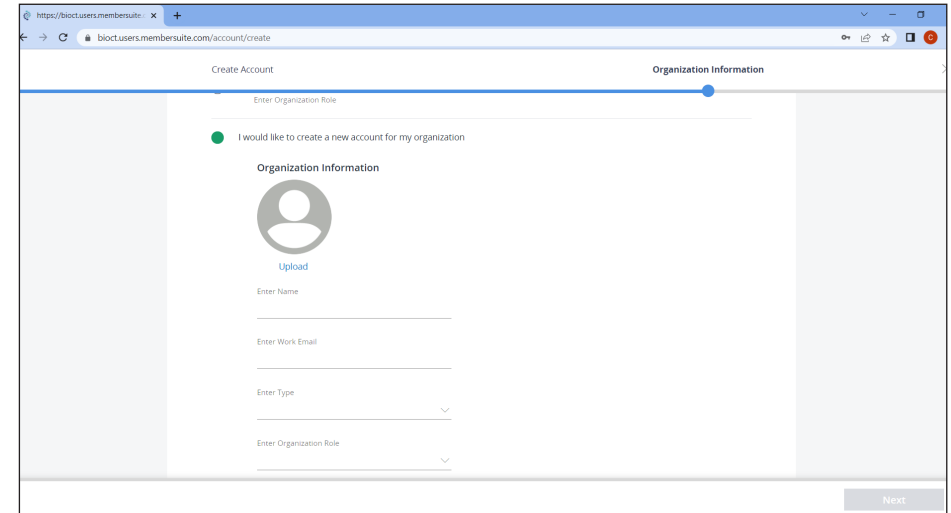 https://bioct.users.membersuite.c
bioct.users.membersuite.com/account/create
C
Create Account
Organization Information
Enter Organization Role
I would like to create a new account for my organization
Organization Information
Upload
Enter Name
Enter Work Email
Enter Type
Enter Organization Role
Next